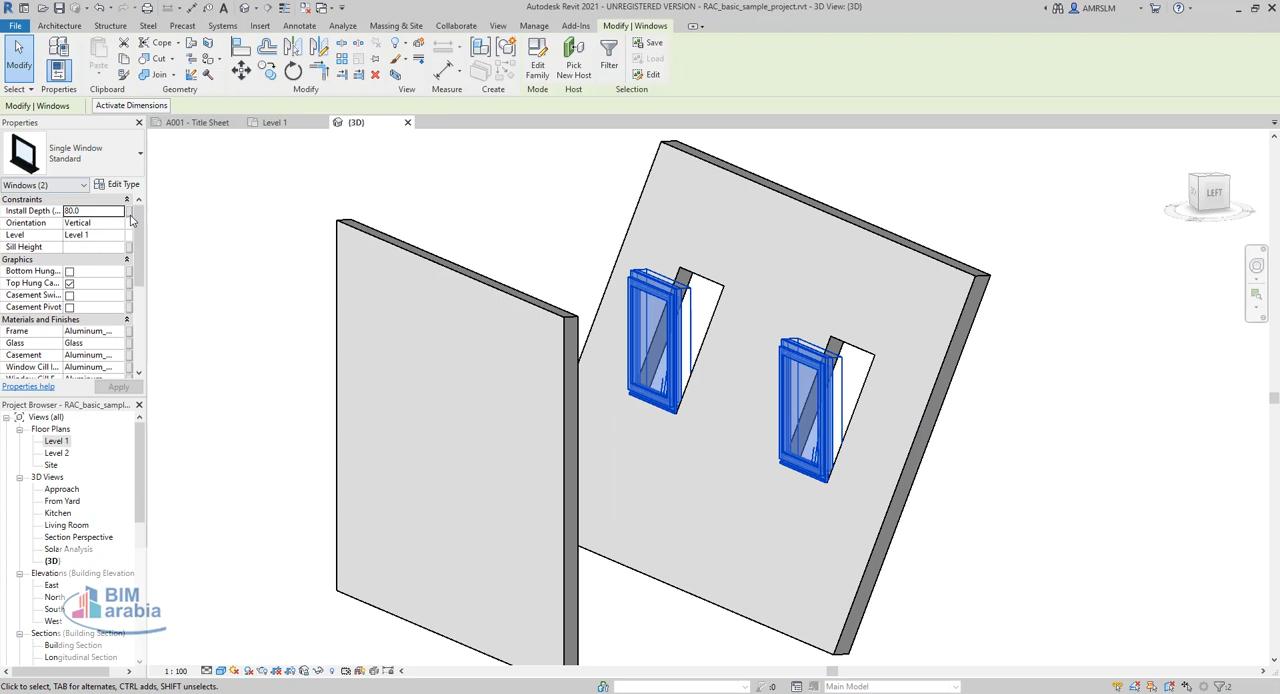 Autodesk Revit 2021 - UNREGISTERED VERSION - RAC_basic_sample_project.rvt - 3D View: {3D}
AMRSLM
File Architecture Structure Steel Precast Systems Insert Annotate Analyze Massing & Site Collaborate View Manage Add-Ins Modify | Windows
Modify
Paste
Cope
Cut
Join
Edit Family
Pick New Host
Filter
Save
Load
Edit
Select Properties Clipboard Geometry Modify View Measure Create Mode Host Selection
Modify | Windows Activate Dimensions
Properties
A001 - Title Sheet Level 1 {3D}
Single Window
Standard
Windows (2) Edit Type
Constraints
Install Depth (... 80.0
Orientation Vertical
Level Level 1
Sill Height
Graphics
Bottom Hung...
Top Hung Ca...
Casement Swi...
Casement Pivot
Materials and Finishes
Frame Aluminum_...
Glass Glass
Casement Aluminum_...
Window Cill I... Aluminum_...
Properties help Apply
Project Browser - RAC_basic_sampl...
Views (all)
Floor Plans
Level 1
Level 2
Site
3D Views
Approach
From Yard
Kitchen
Living Room
Section Perspective
Solar Analysis
{3D}
Elevations (Building Elevation
East
North
South
West
Sections (Building Section)
Building Section
Longitudinal Section
BIM
arabia
LEFT
1 : 100
Click to select, TAB for alternates, CTRL adds, SHIFT unselects.
:0
Main Model
:2